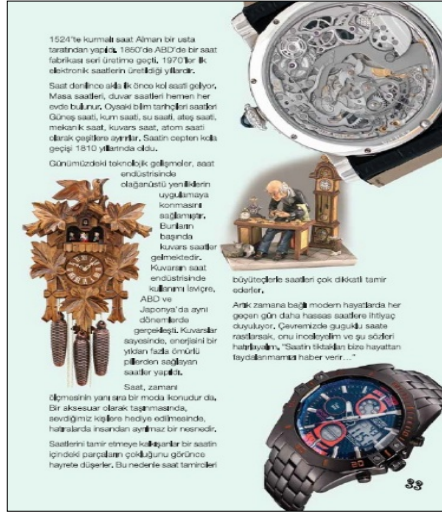 1524'te kurmalı saat Alman bir usta
tarafından yapıldı. 1850'de ABD'de bir saat
fabrikası seri üretime geçti. 1970'ler ilk
elektronik saatlerin üretildiği yıllardır.
Saat denilince akla ilk önce kol saati geliyor.
Masa saatleri, duvar saatleri hemen her
evde bulunur. Oysaki bilim tarihçileri saatleri
Güneş saati, kum saati, su saati, ateş saati,
mekanik saat, kuvars saat, atom saati
olarak çeşitlere ayırırlar. Saatin cepten kola
geçişi 1810 yıllarında oldu.
Günümüzdeki teknolojik gelişmeler, saat
endüstrisinde
olağanüstü yeniliklerin
uygulamaya
konmasını
sağlamıştır.
Bunların
başında
kuvars saatler
gelmektedir.
Kuvarsın saat
endüstrisinde
kullanımı İsviçre,
ABD ve
Japonya'da aynı
dönemlerde
gerçekleşti. Kuvarslar
sayesinde, enerjisini bir
yıldan fazla ömürlü
pillerden sağlayan
saatler yapıldı.
Saat, zamanı
ölçmesinin yanı sıra bir moda ikonudur da.
Bir aksesuar olarak taşınmasında,
sevdiğimiz kişilere hediye edilmesinde,
hatıralarda insandan ayrılmaz bir nesnedir.
Saatlerini tamir etmeye kalkışanlar bir saatin
içindeki parçaların çokluğunu görünce
hayrete düşerler. Bu nedenle saat tamircileri
büyüteçlerle saatleri çok dikkatli tamir
ederler.
Artık zamana bağlı modern hayatlarda her
geçen gün daha hassas saatlere ihtiyaç
duyuluyor. Çevremizde guguklu saate
rastlarsak, onu inceleyelim ve şu sözleri
hatırlayalım, "Saatin tiktakları bize hayattan
faydalanmamızı haber verir..."
33